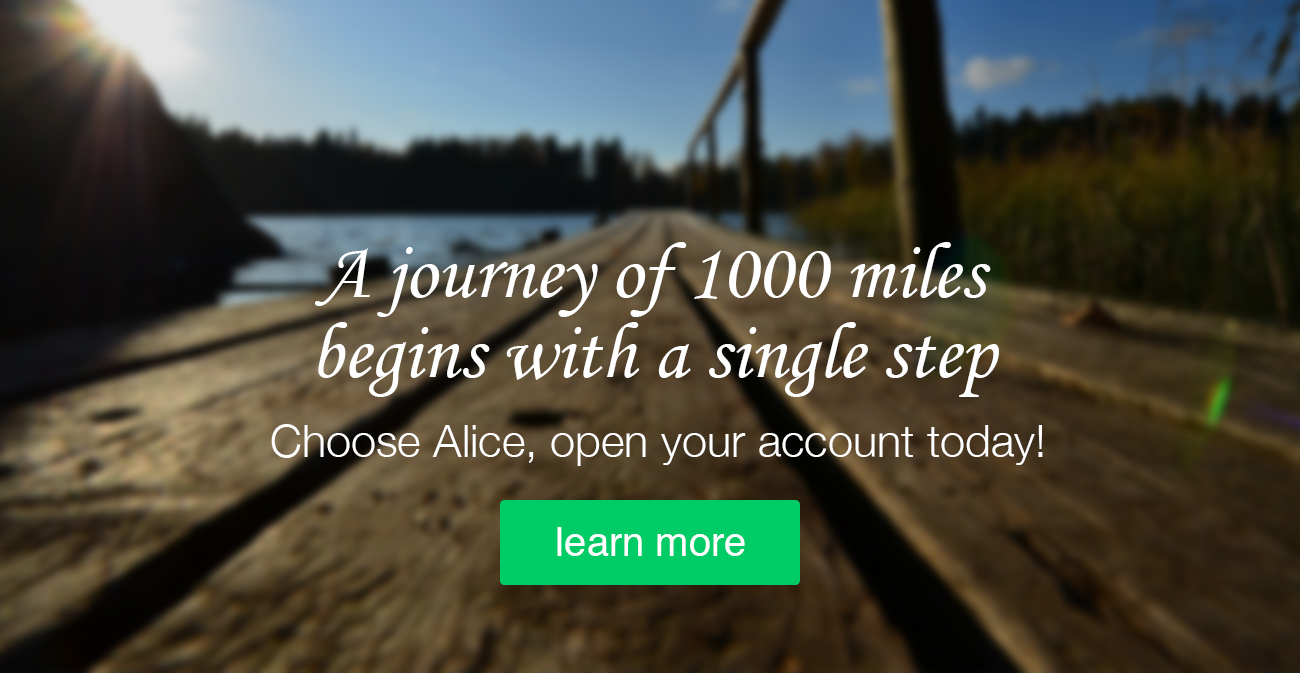 A journey of 1000 miles
begins with a single step
Choose Alice, open your account today!
learn more